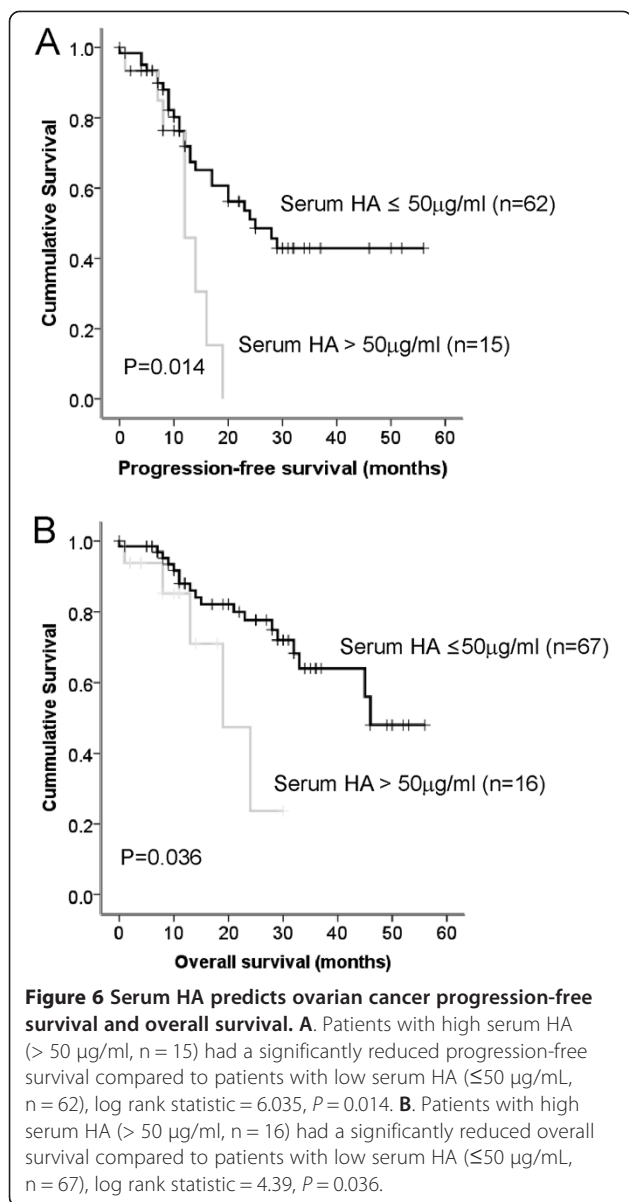 A
1.0
0.8
0.6
0.4
0.2
0.0
Cummulative Survival
Serum HA ≤ 50μg/ml (n=62)
Serum HA > 50μg/ml (n=15)
P=0.014
0 10 20 30 40 50 60
Progression-free survival (months)
B
1.0
0.8
0.6
0.4
0.2
0.0
Cummulative Survival
Serum HA ≤50μg/ml (n=67)
Serum HA > 50μg/ml (n=16)
P=0.036
0 10 20 30 40 50 60
Overall survival (months)
Figure 6 Serum HA predicts ovarian cancer progression-free
survival and overall survival. A. Patients with high serum HA
(> 50 μg/ml, n = 15) had a significantly reduced progression-free
survival compared to patients with low serum HA (≤50 μg/mL,
n = 62), log rank statistic = 6.035, P = 0.014. B. Patients with high
serum HA (> 50 μg/ml, n = 16) had a significantly reduced overall
survival compared to patients with low serum HA (≤50 μg/mL,
n = 67), log rank statistic = 4.39, P = 0.036.